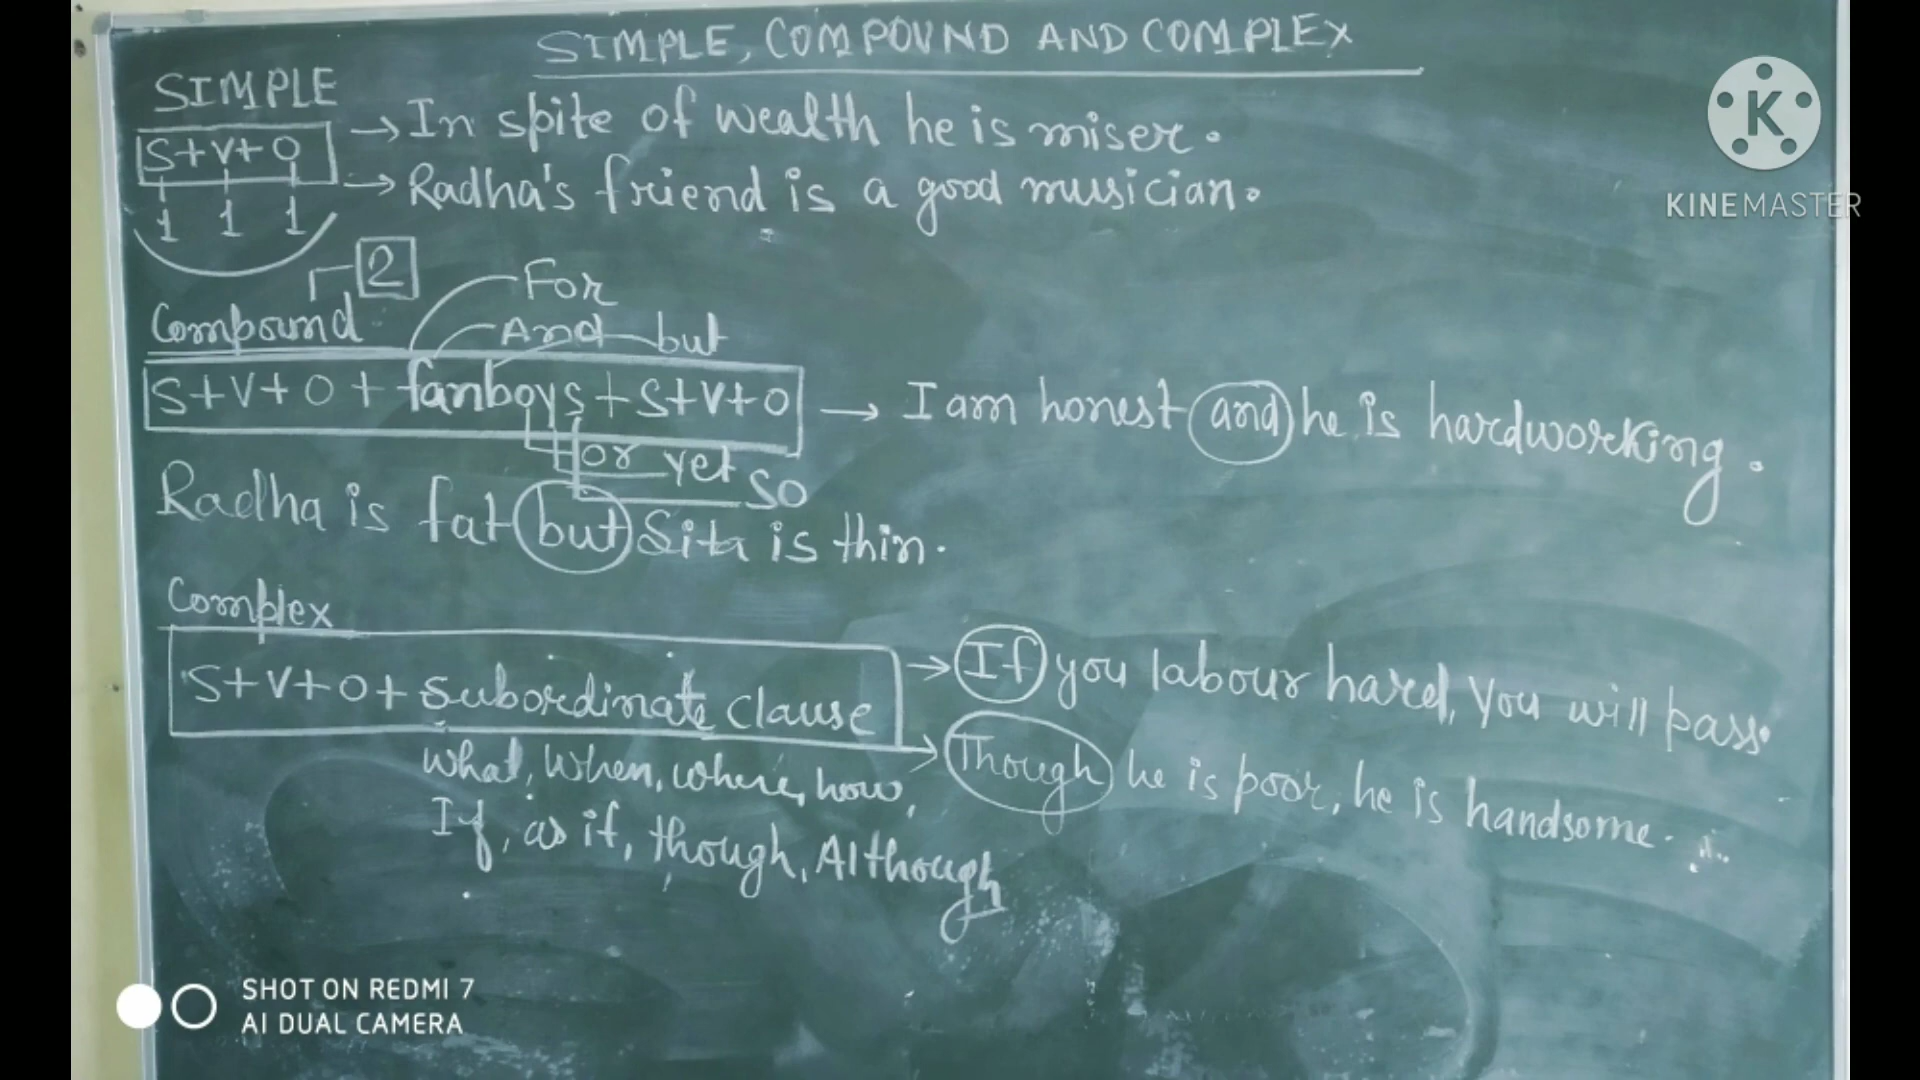 SIMPLE, COMPOUND AND COMPLEX
SIMPLE
S+V+O
1 1 1
→ In spite of wealth he is miser.
→ Radha's friend is a good musician.
2
For
And but
Compound
S+V+O + fanboys + S+V+O → I am honest and he is hardworking.
or yet so
Radha is fat but Sita is thin.
Complex
S+V+O+ Subordinate clause
→ If you labour hard, You will pass.
→ Though he is poor, he is handsome.
what, when, where, how,
If, as if, though, Although
K
KINEMASTER
SHOT ON REDMI 7
AI DUAL CAMERA